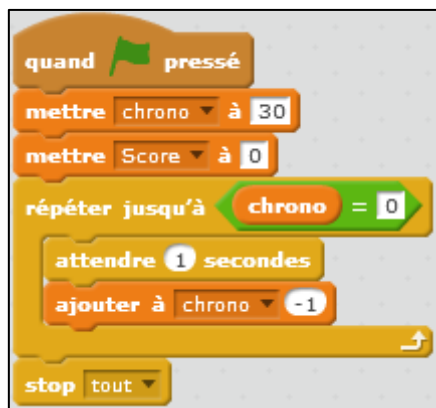 quand pressé
mettre chrono à 30
mettre Score à 0
répéter jusqu'à chrono = 0
attendre 1 secondes
ajouter à chrono -1
stop tout